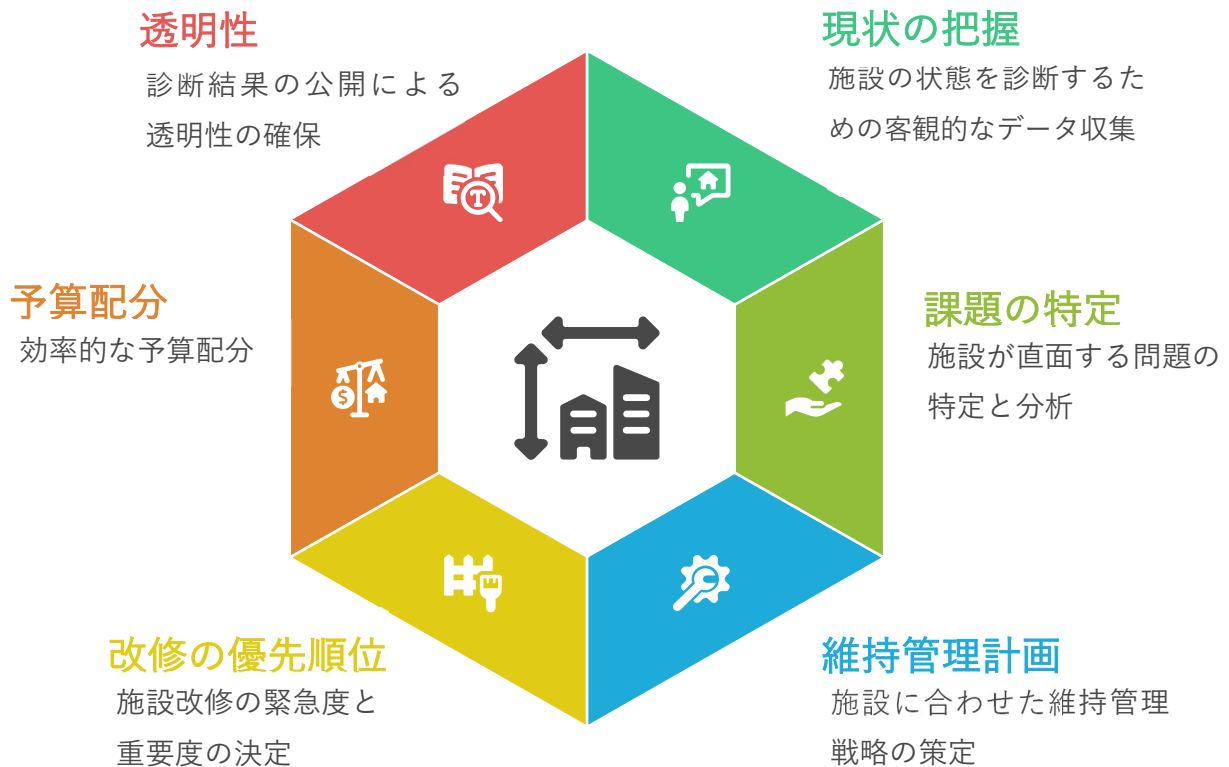 透明性
診断結果の公開による
透明性の確保
現状の把握
施設の状態を診断するた
めの客観的なデータ収集
予算配分
効率的な予算配分
課題の特定
施設が直面する問題の
特定と分析
改修の優先順位
施設改修の緊急度と
重要度の決定
維持管理計画
施設に合わせた維持管理
戦略の策定
T
$